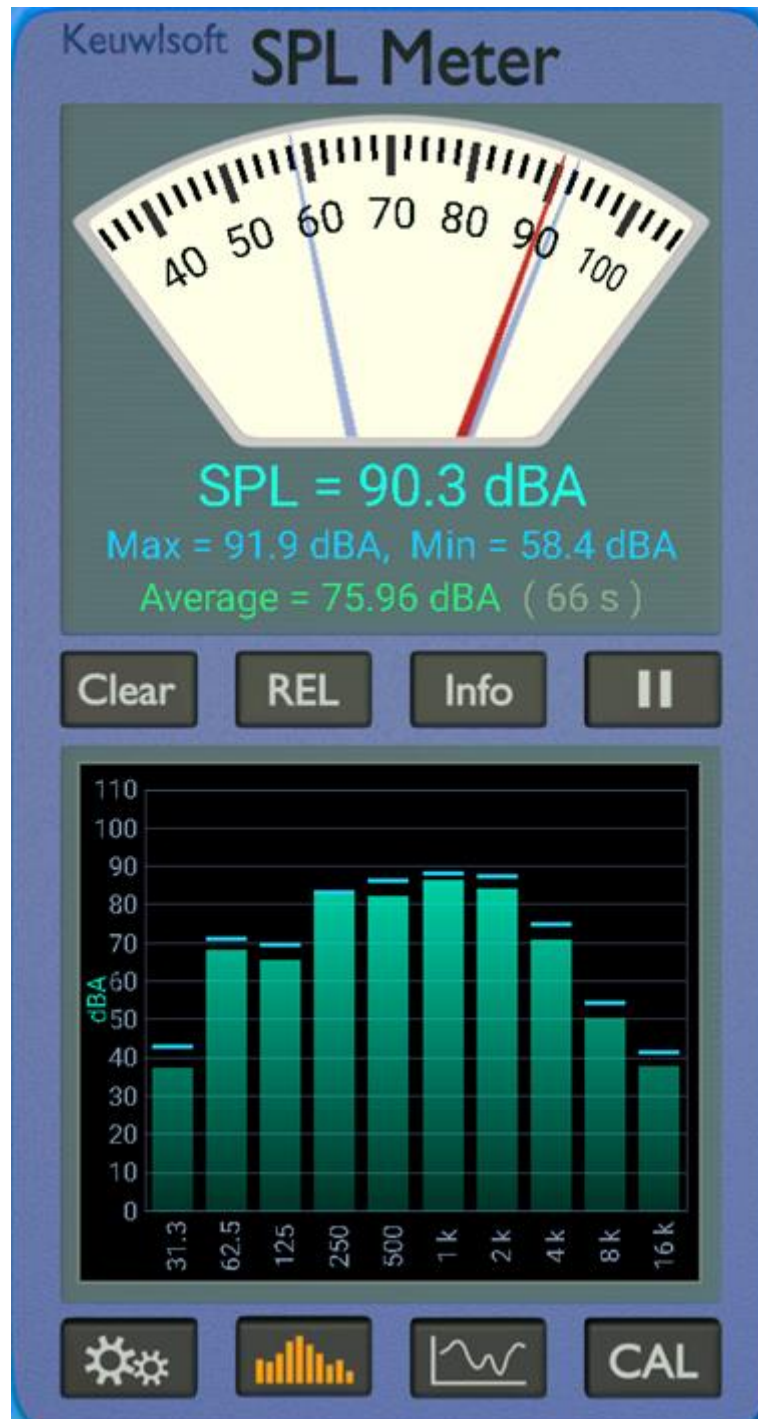 Keuwlsoft SPL Meter
40 50 60 70 80 90 100
SPL = 90.3 dBA
Max = 91.9 dBA, Min = 58.4 dBA
Average = 75.96 dBA ( 66 s )
Clear REL Info
110
100
90
80
70
60
50
40
30
20
10
0
dBA
31.3 62.5 125 250 500 1 k 2 k 4 k 8 k 16 k
CAL